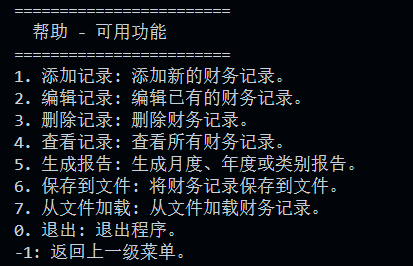 ========================
帮助 - 可用功能
========================
1. 添加记录: 添加新的财务记录。
2. 编辑记录: 编辑已有的财务记录。
3. 删除记录: 删除财务记录。
4. 查看记录: 查看所有财务记录。
5. 生成报告: 生成月度、年度或类别报告。
6. 保存到文件: 将财务记录保存到文件。
7. 从文件加载: 从文件加载财务记录。
0. 退出: 退出程序。
-1: 返回上一级菜单。